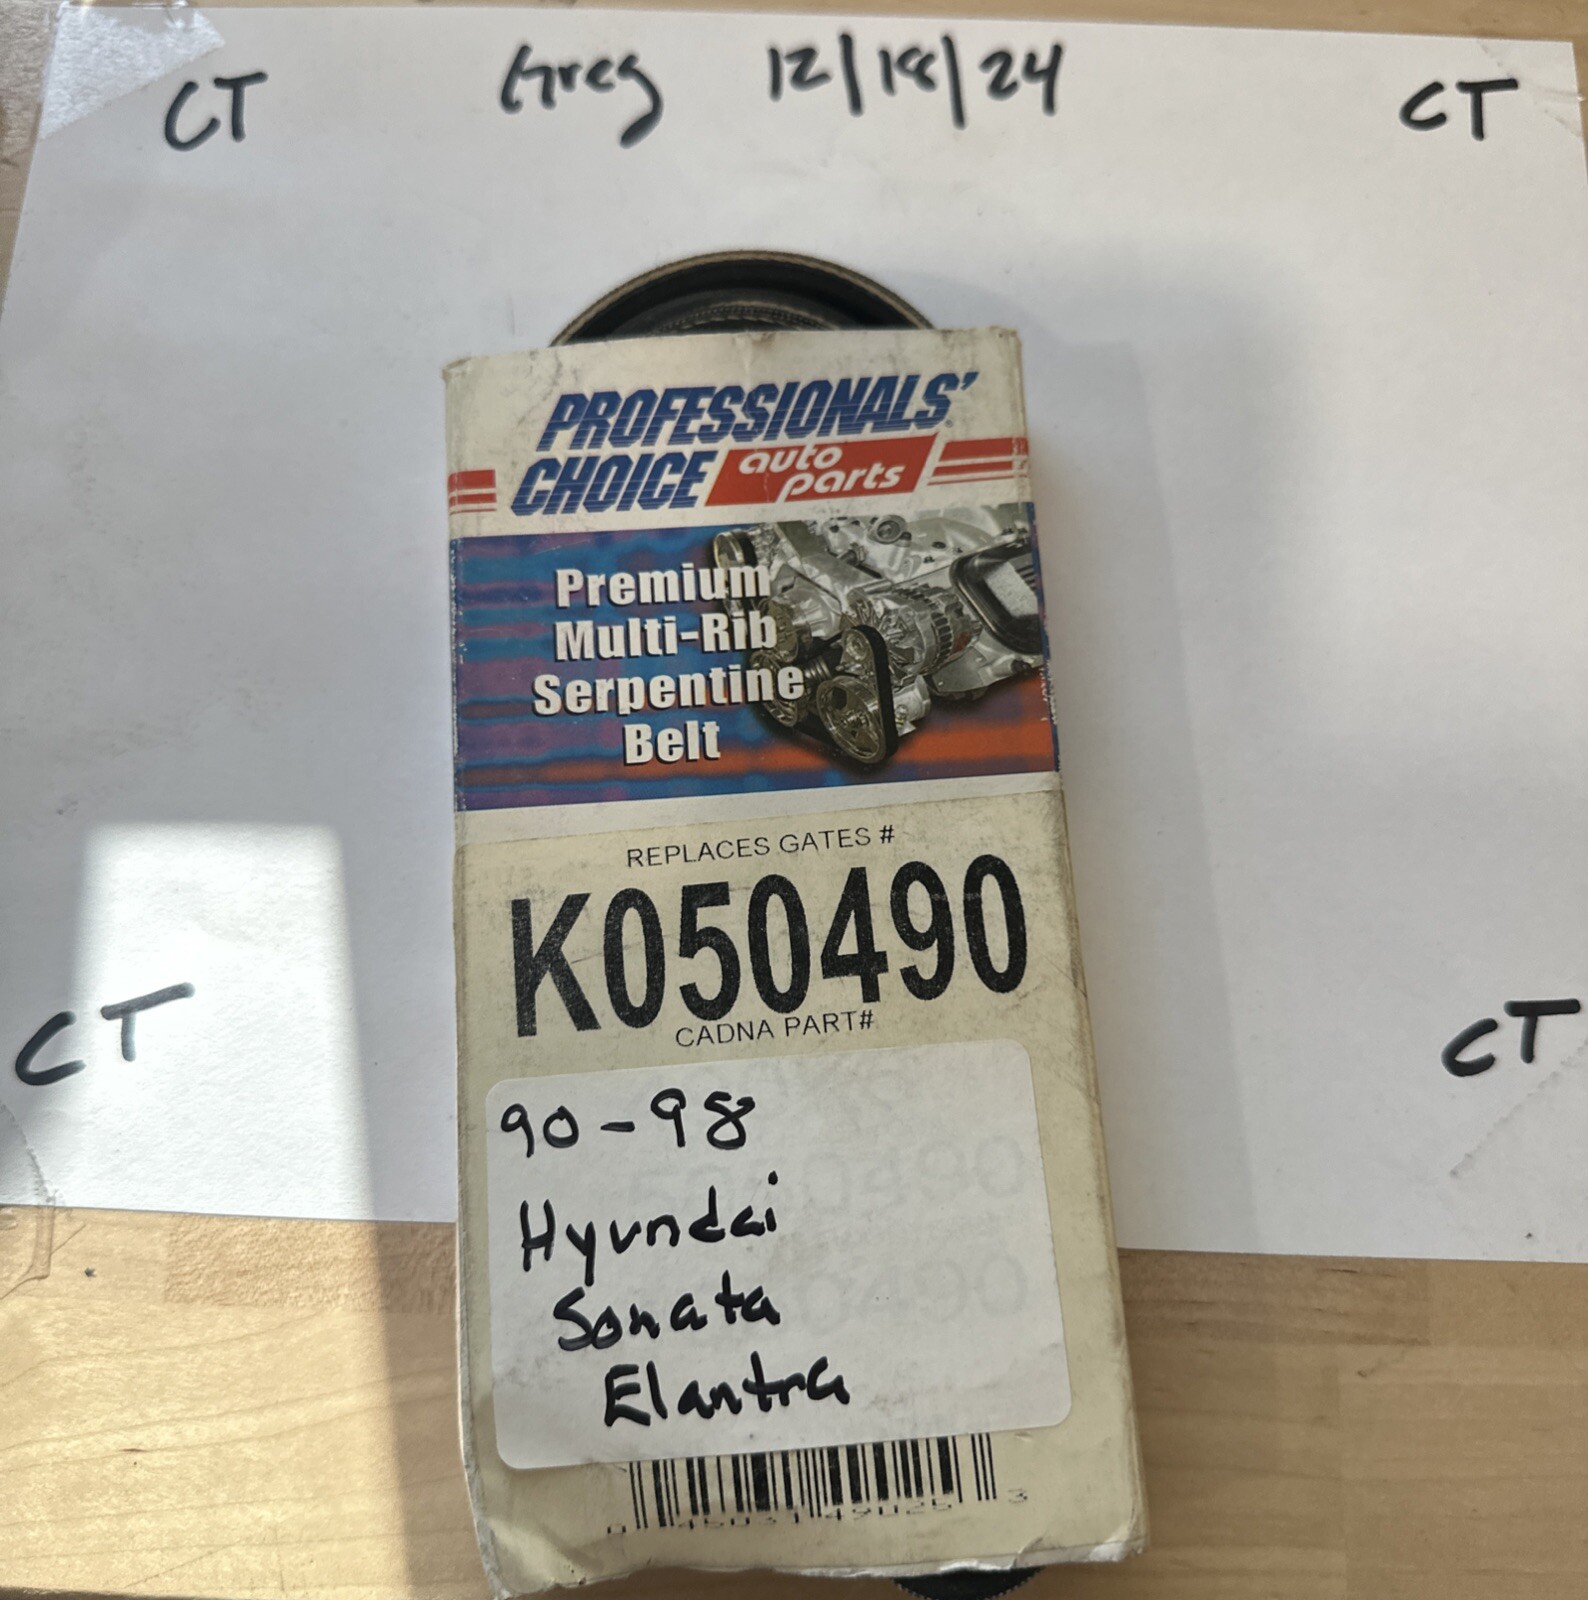 CT Greg 12/18/24 CT
PROFESSIONALS'
CHOICE auto parts
Premium
Multi-Rib
Serpentine
Belt
REPLACES GATES #
K050490
CADNA PART#
CT CT
90-98
Hyundai
Sonata
Elantra